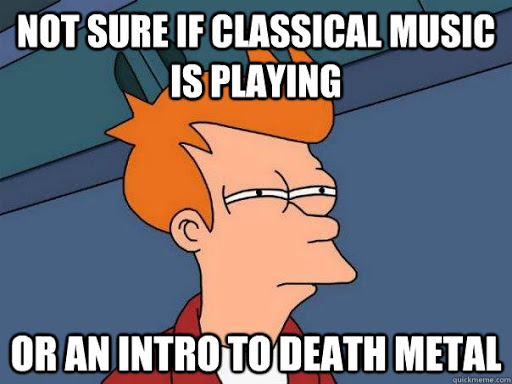 NOT SURE IF CLASSICAL MUSIC
IS PLAYING
OR AN INTRO TO DEATH METAL
quickmeme.com